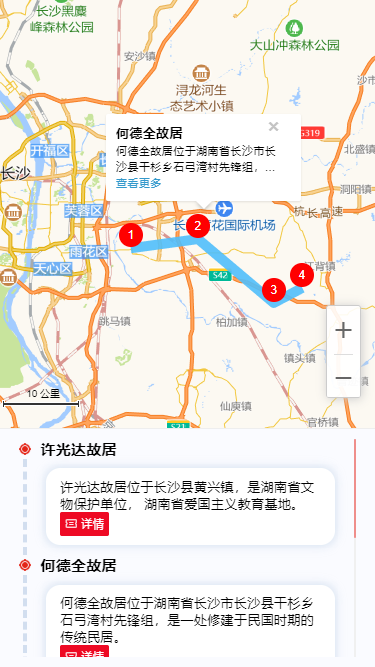 长沙黑麋
峰森林公园
大山冲森林公园
安沙镇
浔龙河生
态艺术小镇
G319
北盛镇
开福区
长沙
洞阳镇
何德全故居
×
何德全故居位于湖南省长沙市长
沙县干杉乡石弓湾村先锋组，...
查看更多
芙蓉区
杭长高速
长沙黄花国际机场
1
2
雨花区
天心区
S42
江背镇
3
4
跳马镇
柏加镇
镇头镇
+
−
10 公里
仙庾镇
官桥镇
S21
许光达故居
许光达故居位于长沙县黄兴镇，是湖南省文
物保护单位， 湖南省爱国主义教育基地。
详情
何德全故居
何德全故居位于湖南省长沙市长沙县干杉乡
石弓湾村先锋组，是一处修建于民国时期的
传统民居。
详情